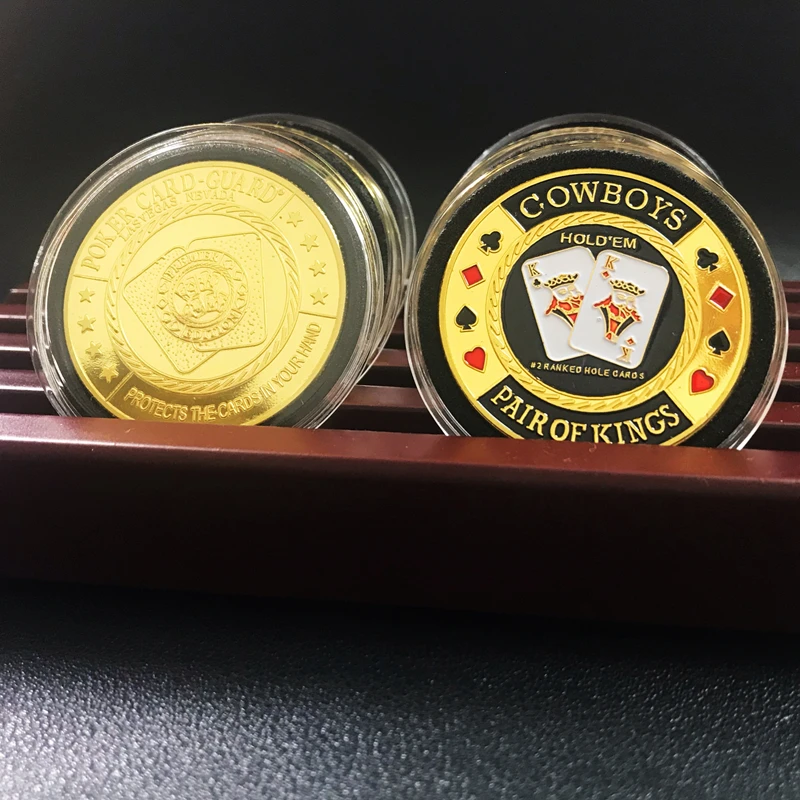 POKER CARD-GUARD
LAS VEGAS NEVADA
PROTECTS THE CARDS IN YOUR HAND
COWBOYS
HOLD'EM
K
K
K
#2 RANKED HOLE CARDS
PAIR OF KINGS